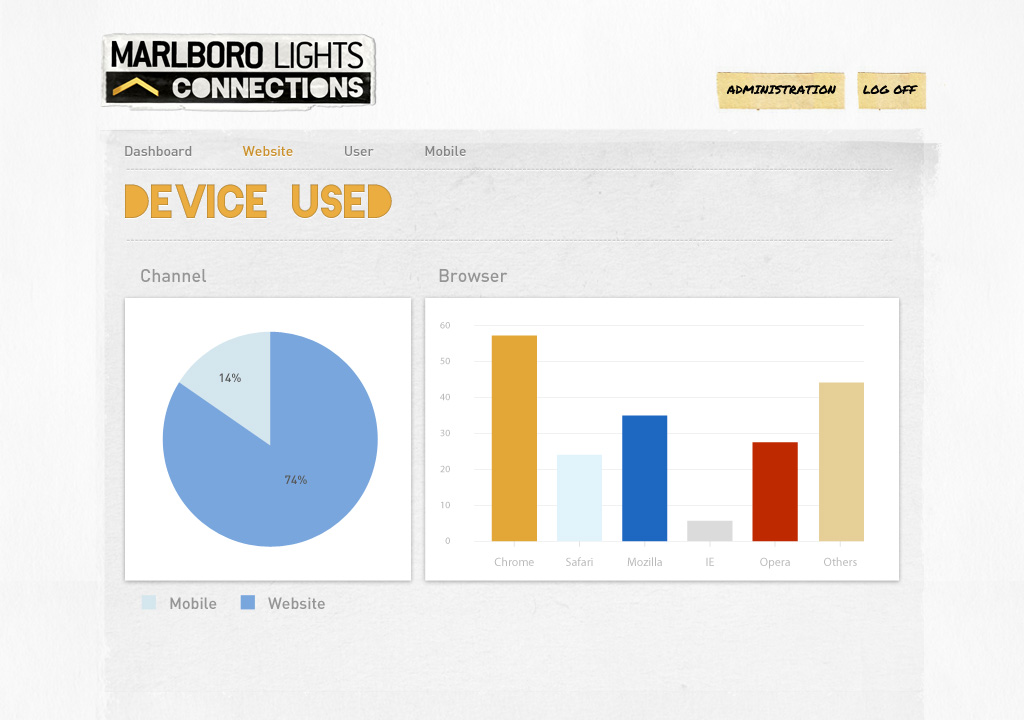 MARLBORO LIGHTS
CONNECTIONS
ADMINISTRATION
LOG OFF
Dashboard Website User Mobile
DEVICE USED
Channel
14%
74%
Mobile Website
Browser
60
50
40
30
20
10
0
Chrome Safari Mozilla IE Opera Others